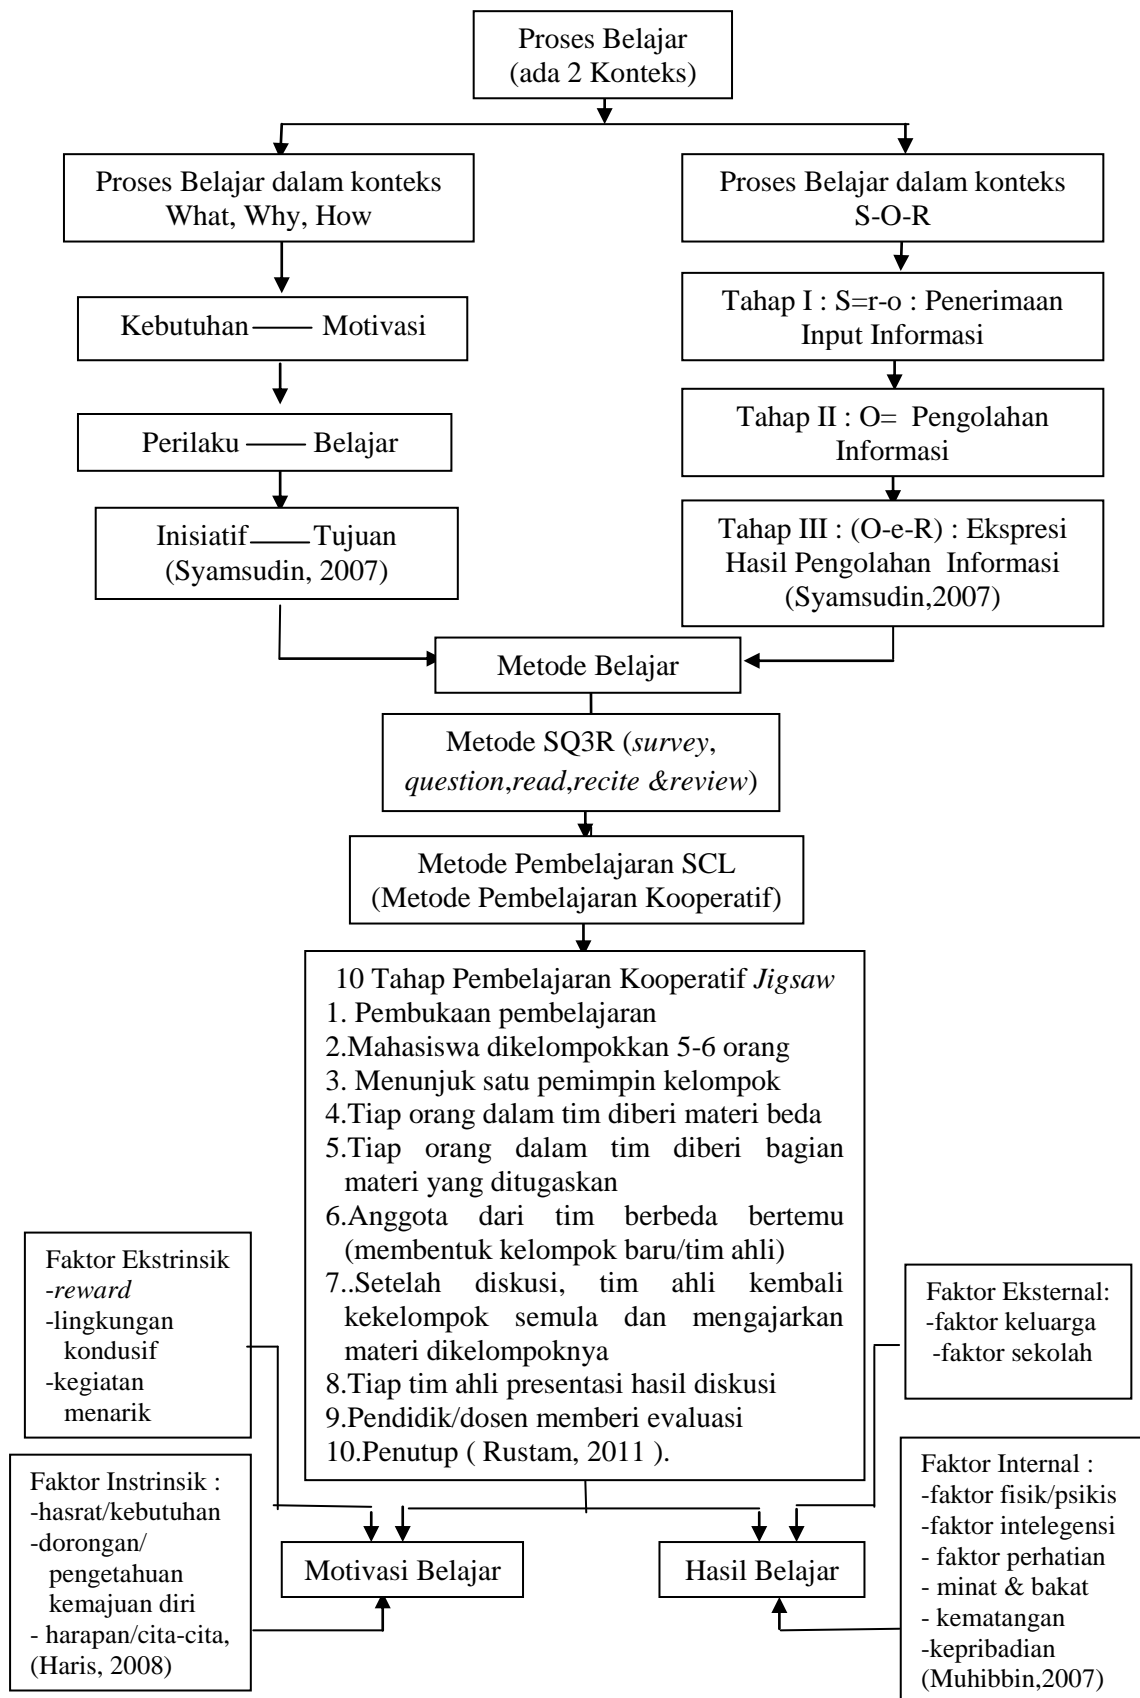 Proses Belajar
(ada 2 Konteks)
Proses Belajar dalam konteks
What, Why, How
Proses Belajar dalam konteks
S-O-R
Kebutuhan Motivasi
Tahap I : S=r-o : Penerimaan
Input Informasi
Perilaku Belajar
Tahap II : O= Pengolahan
Informasi
Inisiatif Tujuan
(Syamsudin, 2007)
Tahap III : (O-e-R) : Ekspresi
Hasil Pengolahan Informasi
(Syamsudin,2007)
Metode Belajar
Metode SQ3R (survey,
question,read,recite &review)
Metode Pembelajaran SCL
(Metode Pembelajaran Kooperatif)
10 Tahap Pembelajaran Kooperatif Jigsaw
1. Pembukaan pembelajaran
2.Mahasiswa dikelompokkan 5-6 orang
3. Menunjuk satu pemimpin kelompok
4.Tiap orang dalam tim diberi materi beda
5.Tiap orang dalam tim diberi bagian
materi yang ditugaskan
6.Anggota dari tim berbeda bertemu
(membentuk kelompok baru/tim ahli)
7..Setelah diskusi, tim ahli kembali
kekelompok semula dan mengajarkan
materi dikelompoknya
8.Tiap tim ahli presentasi hasil diskusi
9.Pendidik/dosen memberi evaluasi
10.Penutup ( Rustam, 2011 ).
Faktor Ekstrinsik
-reward
-lingkungan
kondusif
-kegiatan
menarik
Faktor Eksternal:
-faktor keluarga
-faktor sekolah
Faktor Instrinsik :
-hasrat/kebutuhan
-dorongan/
pengetahuan
kemajuan diri
- harapan/cita-cita,
(Haris, 2008)
Motivasi Belajar
Hasil Belajar
Faktor Internal :
-faktor fisik/psikis
-faktor intelegensi
- faktor perhatian
- minat & bakat
- kematangan
-kepribadian
(Muhibbin,2007)